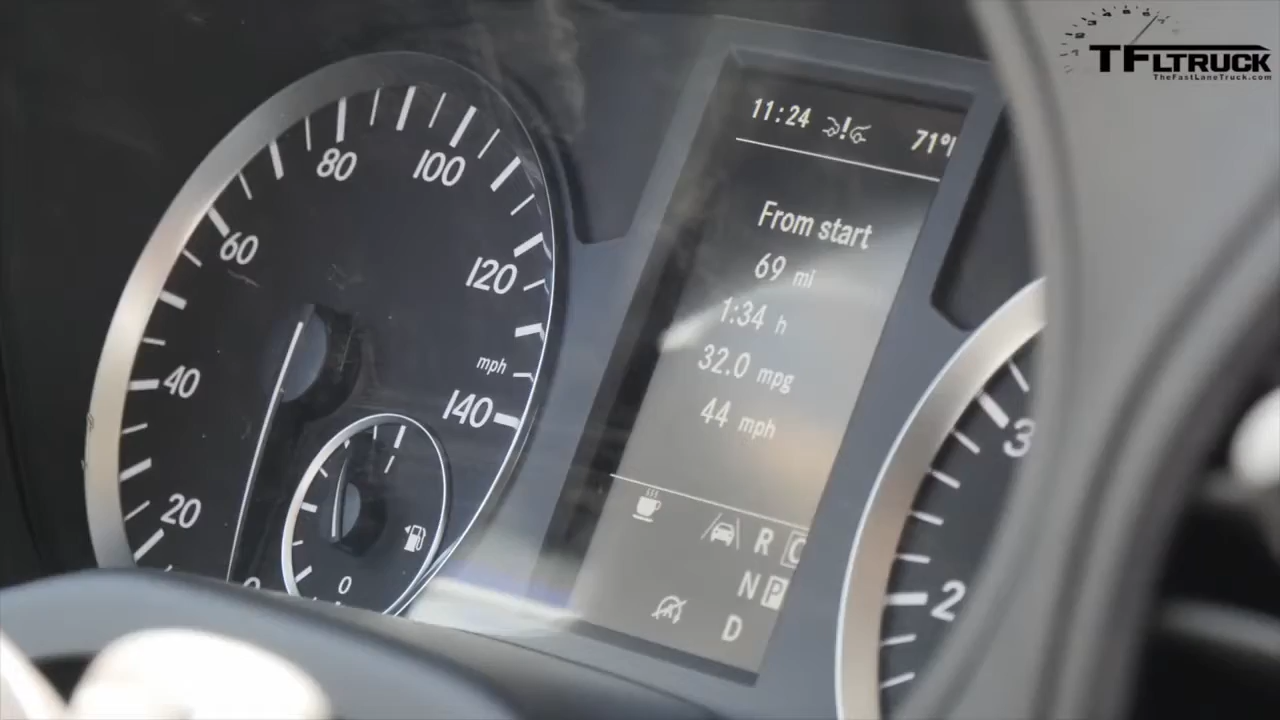 TFLTRUCK
TheFastLaneTruck.com
11:24 71°
From start
69 mi
1:34 h
32.0 mpg
44 mph
R C
N P
D
0
20
40
60
80
100
120
140
mph
0
3
2